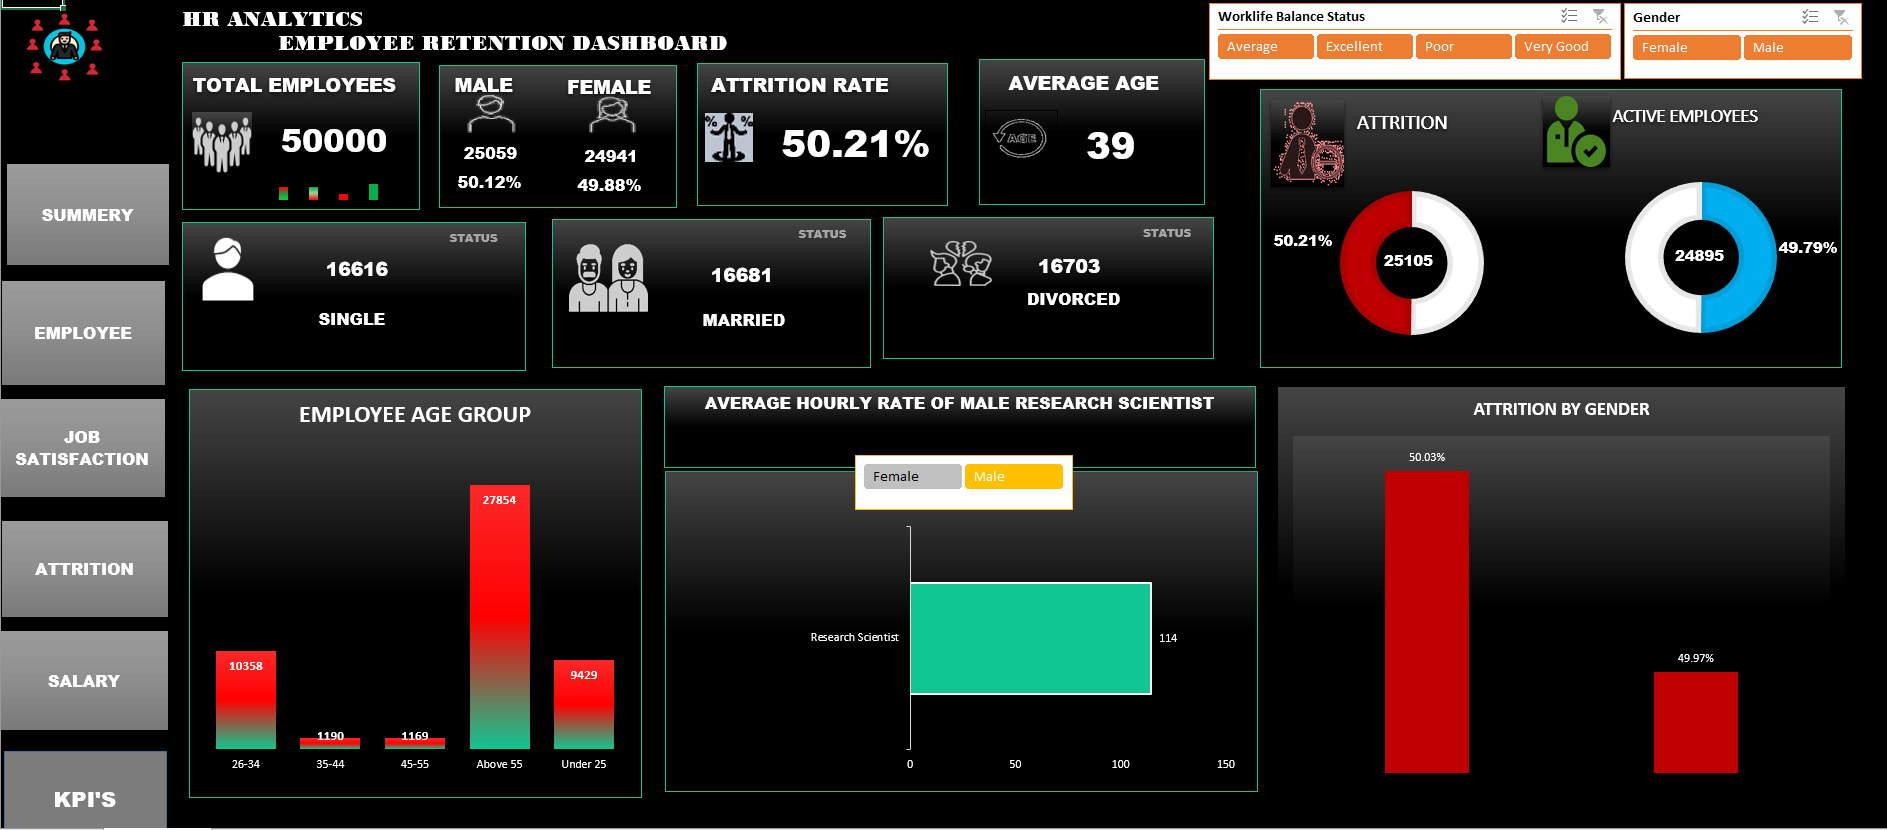 HR ANALYTICS
EMPLOYEE RETENTION DASHBOARD
Worklife Balance Status
Average Excellent Poor Very Good
Gender
Female Male
TOTAL EMPLOYEES
50000
MALE FEMALE
25059 24941
50.12% 49.88%
ATTRITION RATE
% %
50.21%
AVERAGE AGE
AGE
39
ATTRITION
50.21%
25105
ACTIVE EMPLOYEES
24895
49.79%
SUMMERY
EMPLOYEE
JOB
SATISFACTION
ATTRITION
SALARY
KPI'S
STATUS
16616
SINGLE
STATUS
16681
MARRIED
STATUS
16703
DIVORCED
EMPLOYEE AGE GROUP
10358 1190 1169 27854 9429
26-34 35-44 45-55 Above 55 Under 25
AVERAGE HOURLY RATE OF MALE RESEARCH SCIENTIST
Female Male
Research Scientist 114
0 50 100 150
ATTRITION BY GENDER
50.03%
49.97%